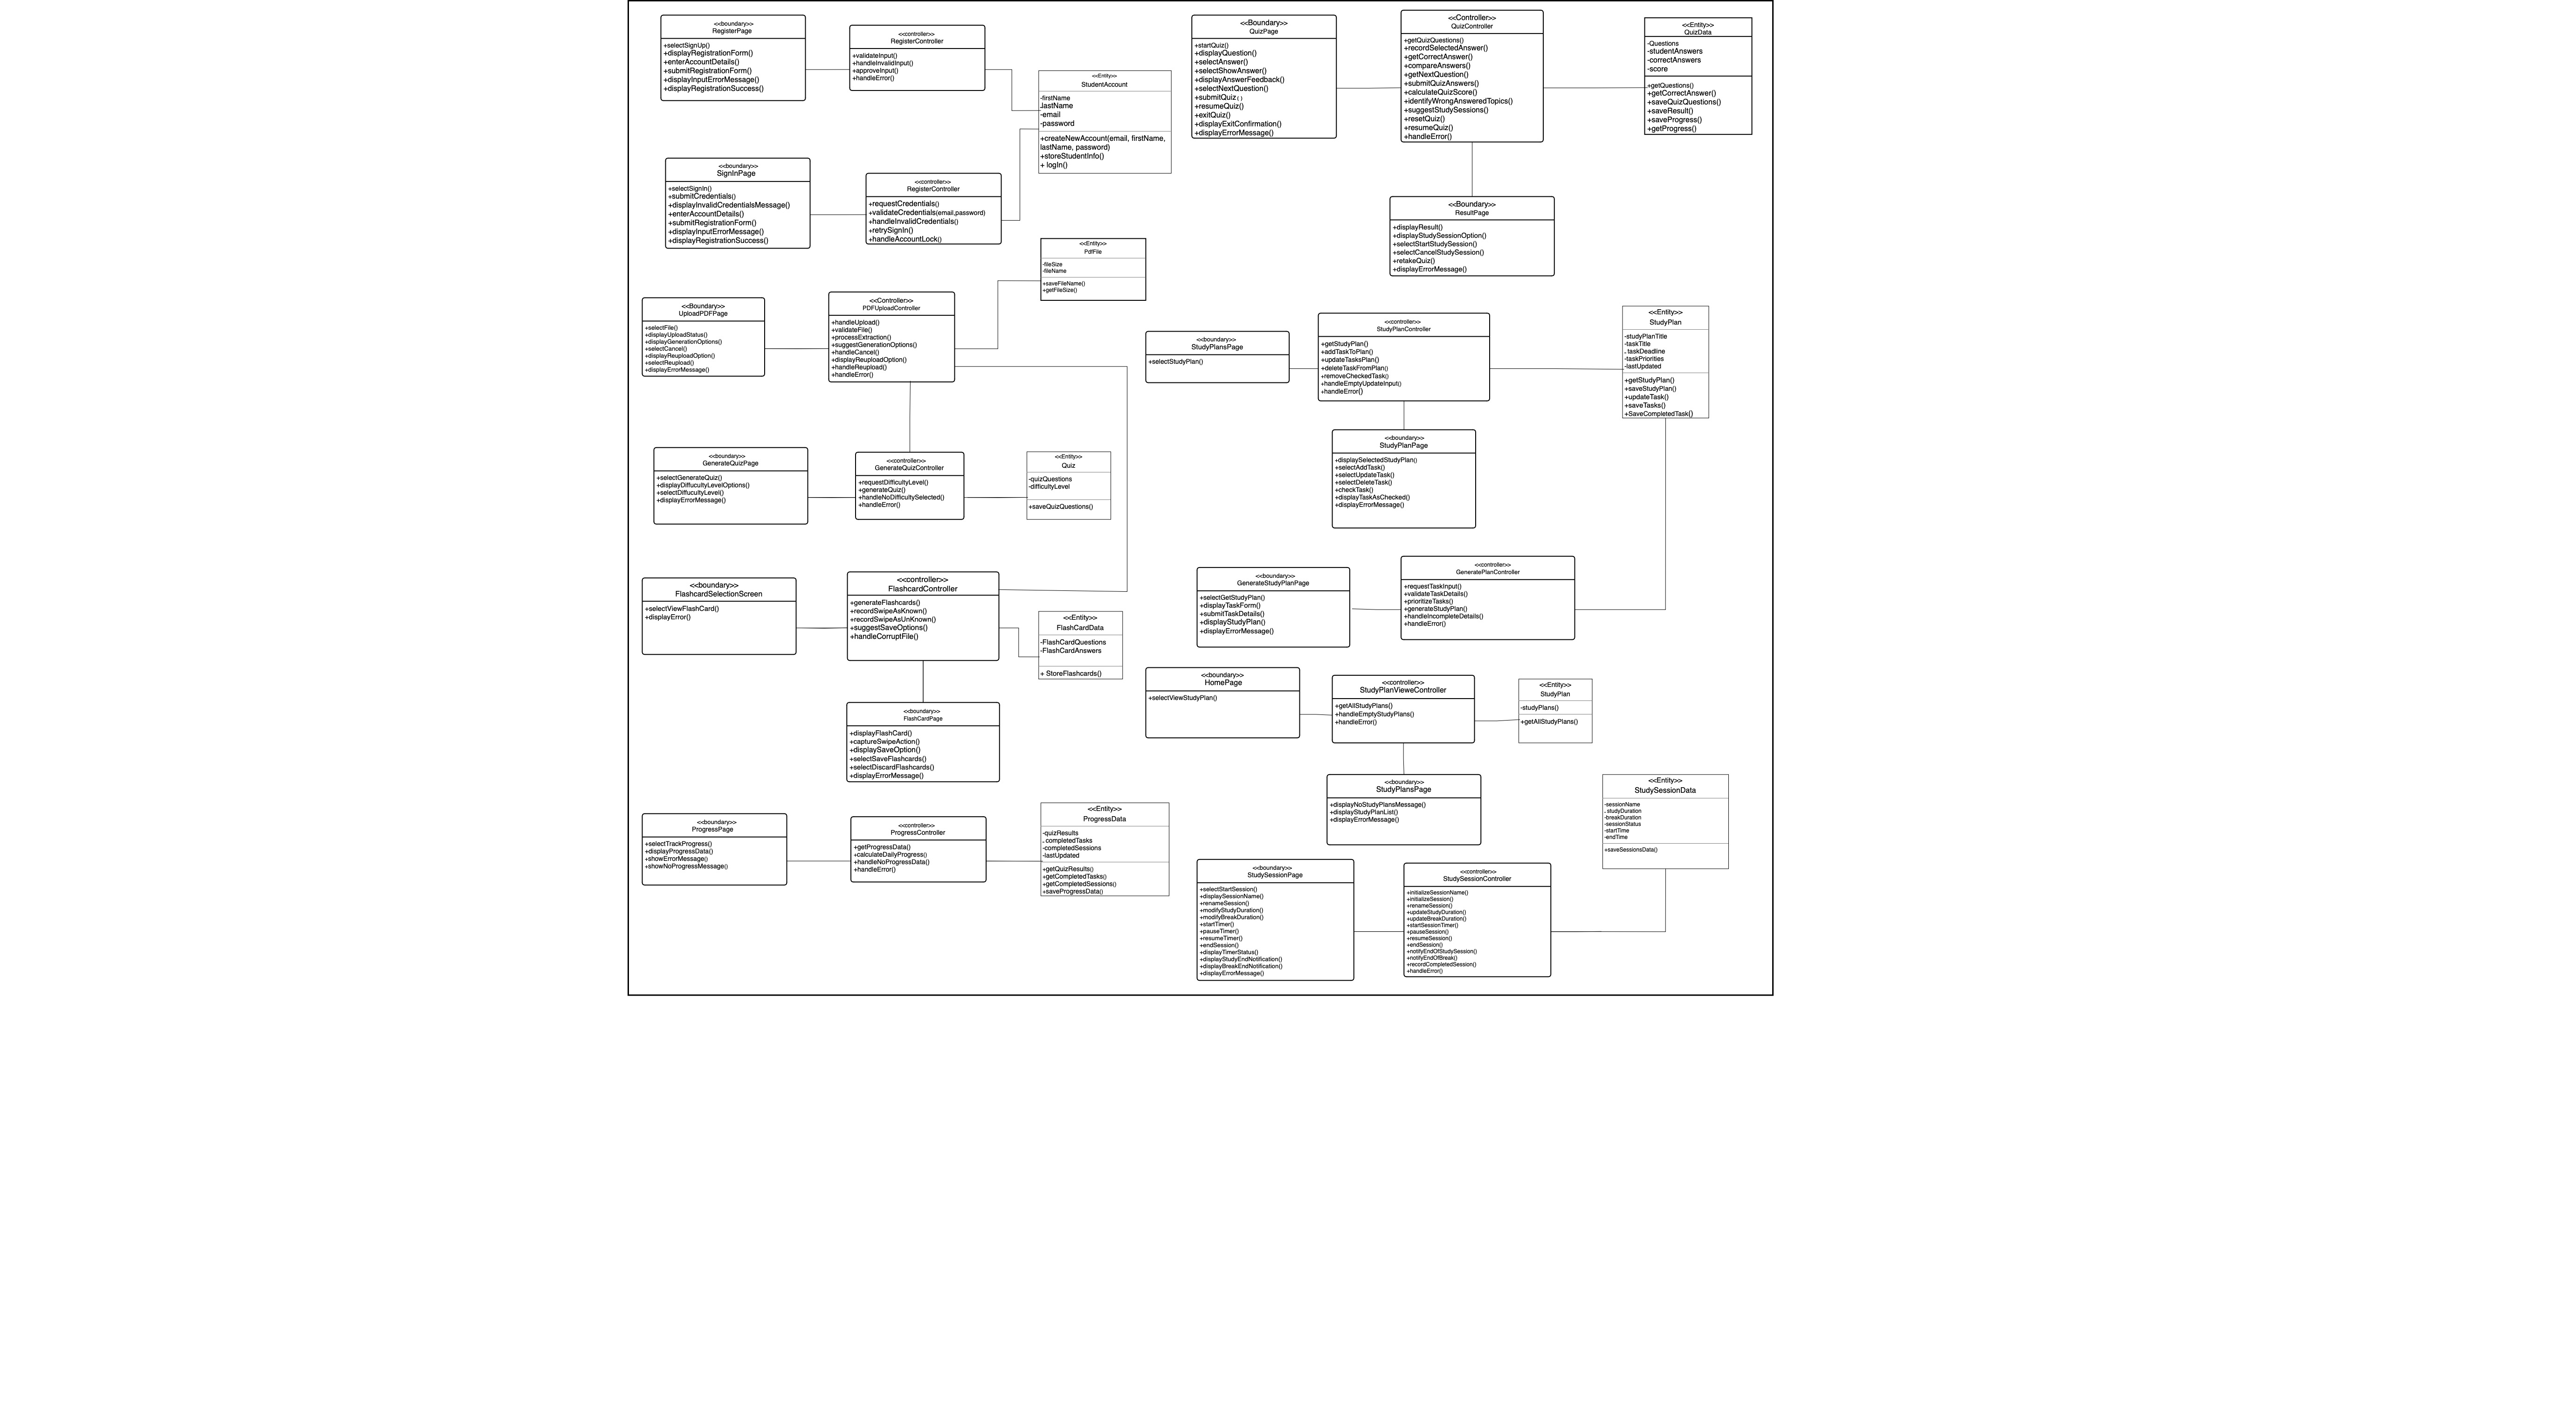 <<boundary>>
RegisterPage
+selectSignUp()
+displayRegistrationForm()
+enterAccountDetails()
+submitRegistrationForm()
+displayInputErrorMessage()
+displayRegistrationSuccess()
<<controller>>
RegisterController
+validateInput()
+handleInvalidInput()
+approveInput()
+handleError()
<<Entity>>
StudentAccount
-firstName
-lastName
-email
-password
+createNewAccount(email, firstName,
lastName, password)
+storeStudentInfo()
+ logIn()
<<boundary>>
SignInPage
+selectSignIn()
+submitCredentials()
+displayInvalidCredentialsMessage()
+enterAccountDetails()
+submitRegistrationForm()
+displayInputErrorMessage()
+displayRegistrationSuccess()
<<controller>>
RegisterController
+requestCredentials()
+validateCredentials(email,password)
+handleInvalidCredentials()
+retrySignIn()
+handleAccountLock()
<<Boundary>>
QuizPage
+startQuiz()
+displayQuestion()
+selectAnswer()
+selectShowAnswer()
+displayAnswerFeedback()
+selectNextQuestion()
+submitQuiz()
+resumeQuiz()
+exitQuiz()
+displayExitConfirmation()
+displayErrorMessage()
<<Controller>>
QuizController
+getQuizQuestions()
+recordSelectedAnswer()
+getCorrectAnswer()
+compareAnswers()
+getNextQuestion()
+submitQuizAnswers()
+calculateQuizScore()
+identifyWrongAnsweredTopics()
+suggestStudySessions()
+resetQuiz()
+resumeQuiz()
+handleError()
<<Entity>>
QuizData
-Questions
-studentAnswers
-correctAnswers
-score
+getQuestions()
+getCorrectAnswer()
+saveQuizQuestions()
+saveResult()
+saveProgress()
+getProgress()
<<Boundary>>
ResultPage
+displayResult()
+displayStudySessionOption()
+selectStartStudySession()
+selectCancelStudySession()
+retakeQuiz()
+displayErrorMessage()
<<Entity>>
PdfFile
-fileSize
-fileName
+saveFileName()
+getFileSize()
<<Boundary>>
UploadPDFPage
+selectFile()
+displayUploadStatus()
+displayGenerationOptions()
+selectCancel()
+displayReuploadOption()
+selectReupload()
+displayErrorMessage()
<<Controller>>
PDFUploadController
+handleUpload()
+validateFile()
+processExtraction()
+suggestGenerationOptions()
+handleCancel()
+displayReuploadOption()
+handleReupload()
+handleError()
<<boundary>>
StudyPlansPage
+selectStudyPlan()
<<controller>>
StudyPlanController
+getStudyPlan()
+addTaskToPlan()
+updateTasksPlan()
+deleteTaskFromPlan()
+removeCheckedTask()
+handleEmptyUpdateInput()
+handleError()
<<Entity>>
StudyPlan
-studyPlanTitle
-taskTitle
-taskDeadline
-taskPriorities
-lastUpdated
+getStudyPlan()
+saveStudyPlan()
+updateTask()
+saveTasks()
+SaveCompletedTask()
<<boundary>>
StudyPlanPage
+displaySelectedStudyPlan()
+selectAddTask()
+selectUpdateTask()
+selectDeleteTask()
+checkTask()
+displayTaskAsChecked()
+displayErrorMessage()
<<boundary>>
GenerateQuizPage
+selectGenerateQuiz()
+displayDiffucultyLevelOptions()
+selectDiffucultyLevel()
+displayErrorMessage()
<<controller>>
GenerateQuizController
+requestDifficultyLevel()
+generateQuiz()
+handleNoDifficultySelected()
+handleError()
<<Entity>>
Quiz
-quizQuestions
-difficultyLevel
+saveQuizQuestions()
<<boundary>>
FlashcardSelectionScreen
+selectViewFlashCard()
+displayError()
<<controller>>
FlashcardController
+generateFlashcards()
+recordSwipeAsKnown()
+recordSwipeAsUnKnown()
+suggestSaveOptions()
+handleCorruptFile()
<<Entity>>
FlashCardData
-FlashCardQuestions
-FlashCardAnswers
+ StoreFlashcards()
<<boundary>>
FlashCardPage
+displayFlashCard()
+captureSwipeAction()
+displaySaveOption()
+selectSaveFlashcards()
+selectDiscardFlashcards()
+displayErrorMessage()
<<boundary>>
GenerateStudyPlanPage
+selectGetStudyPlan()
+displayTaskForm()
+submitTaskDetails()
+displayStudyPlan()
+displayErrorMessage()
<<controller>>
GeneratePlanController
+requestTaskInput()
+validateTaskDetails()
+prioritizeTasks()
+generateStudyPlan()
+handleIncompleteDetails()
+handleError()
<<boundary>>
HomePage
+selectViewStudyPlan()
<<controller>>
StudyPlanVieweController
+getAllStudyPlans()
+handleEmptyStudyPlans()
+handleError()
<<Entity>>
StudyPlan
-studyPlans()
+getAllStudyPlans()
<<boundary>>
StudyPlansPage
+displayNoStudyPlansMessage()
+displayStudyPlanList()
+displayErrorMessage()
<<boundary>>
ProgressPage
+selectTrackProgress()
+displayProgressData()
+showErrorMessage()
+showNoProgressMessage()
<<controller>>
ProgressController
+getProgressData()
+calculateDailyProgress()
+handleNoProgressData()
+handleError()
<<Entity>>
ProgressData
-quizResults
-completedTasks
-completedSessions
-lastUpdated
+getQuizResults()
+getCompletedTasks()
+getCompletedSessions()
+saveProgressData()
<<boundary>>
StudySessionPage
+selectStartSession()
+displaySessionName()
+renameSession()
+modifyStudyDuration()
+modifyBreakDuration()
+startTimer()
+pauseTimer()
+resumeTimer()
+endSession()
+displayTimerStatus()
+displayStudyEndNotification()
+displayBreakEndNotification()
+displayErrorMessage()
<<controller>>
StudySessionController
+initializeSessionName()
+initializeSession()
+renameSession()
+updateStudyDuration()
+updateBreakDuration()
+startSessionTimer()
+pauseSession()
+resumeSession()
+endSession()
+notifyEndOfStudySession()
+notifyEndOfBreak()
+recordCompletedSession()
+handleError()
<<Entity>>
StudySessionData
-sessionName
-studyDuration
-breakDuration
-sessionStatus
-startTime
-endTime
+saveSessionsData()